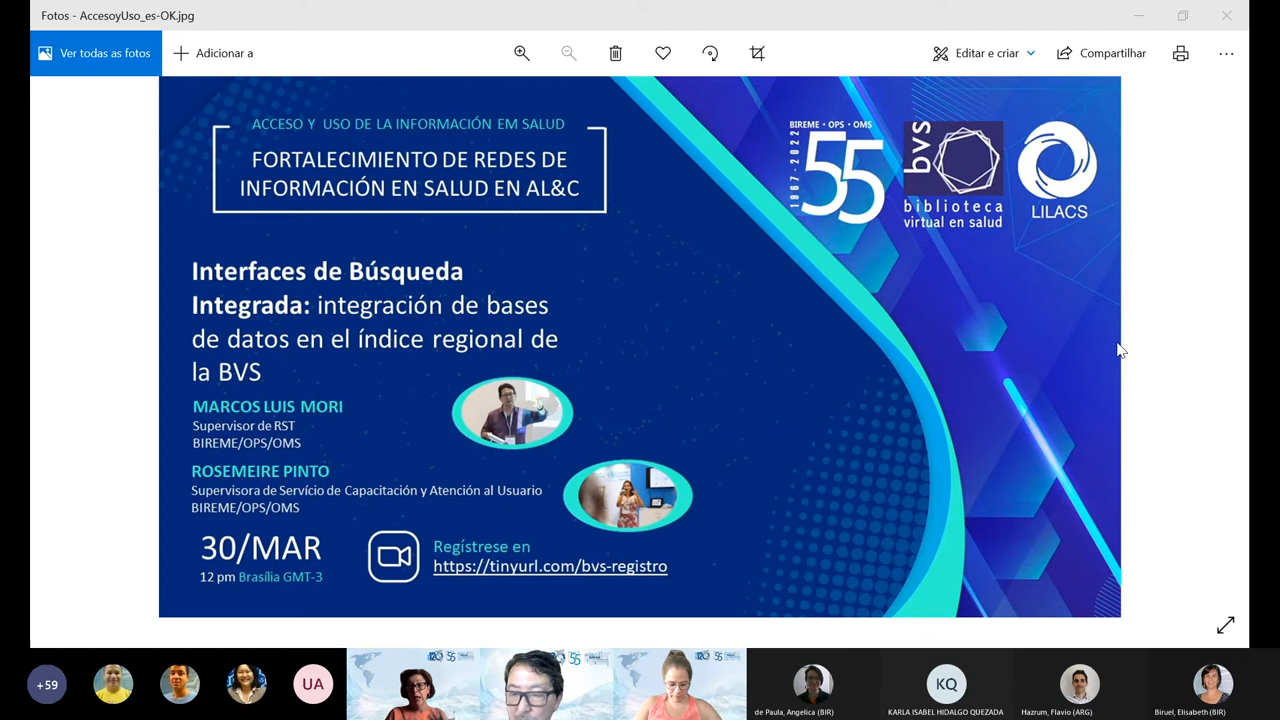 Fotos - AccesoyUso_es-OK.jpg
Ver todas as fotos
Adicionar a
Editar e criar
Compartilhar
ACCESO Y USO DE LA INFORMACIÓN EM SALUD
FORTALECIMIENTO DE REDES DE
INFORMACIÓN EN SALUD EN AL&C
BIREME • OPS • OMS
1967-2022
55
bvs
biblioteca
virtual en salud
LILACS
Interfaces de Búsqueda
Integrada: integración de bases
de datos en el índice regional de
la BVS
MARCOS LUIS MORI
Supervisor de RST
BIREME/OPS/OMS
ROSEMEIRE PINTO
Supervisora de Servício de Capacitación y Atención al Usuario
BIREME/OPS/OMS
30/MAR
12 pm Brasília GMT-3
Regístrese en
https://tinyurl.com/bvs-registro
+59
UA
KQ
de Paula, Angelica (BIR)
KARLA ISABEL HIDALGO QUEZADA
Hazrum, Flavio (ARG)
Biruel, Elisabeth (BIR)